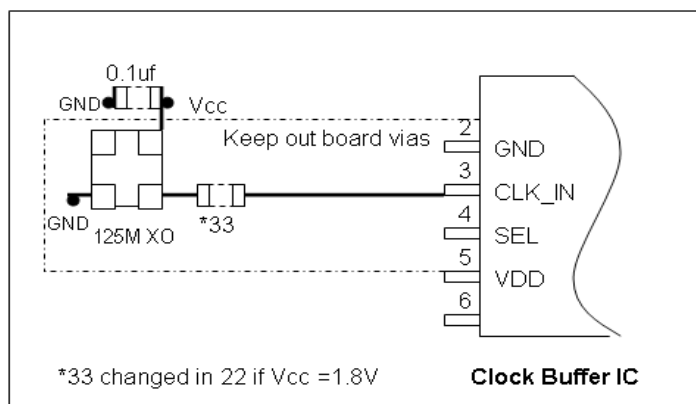 0.1uf
GND
Vcc
Keep out board vias
2
GND
3
CLK_IN
GND
*33
4
SEL
125M XO
5
VDD
6
*33 changed in 22 if Vcc =1.8V
Clock Buffer IC